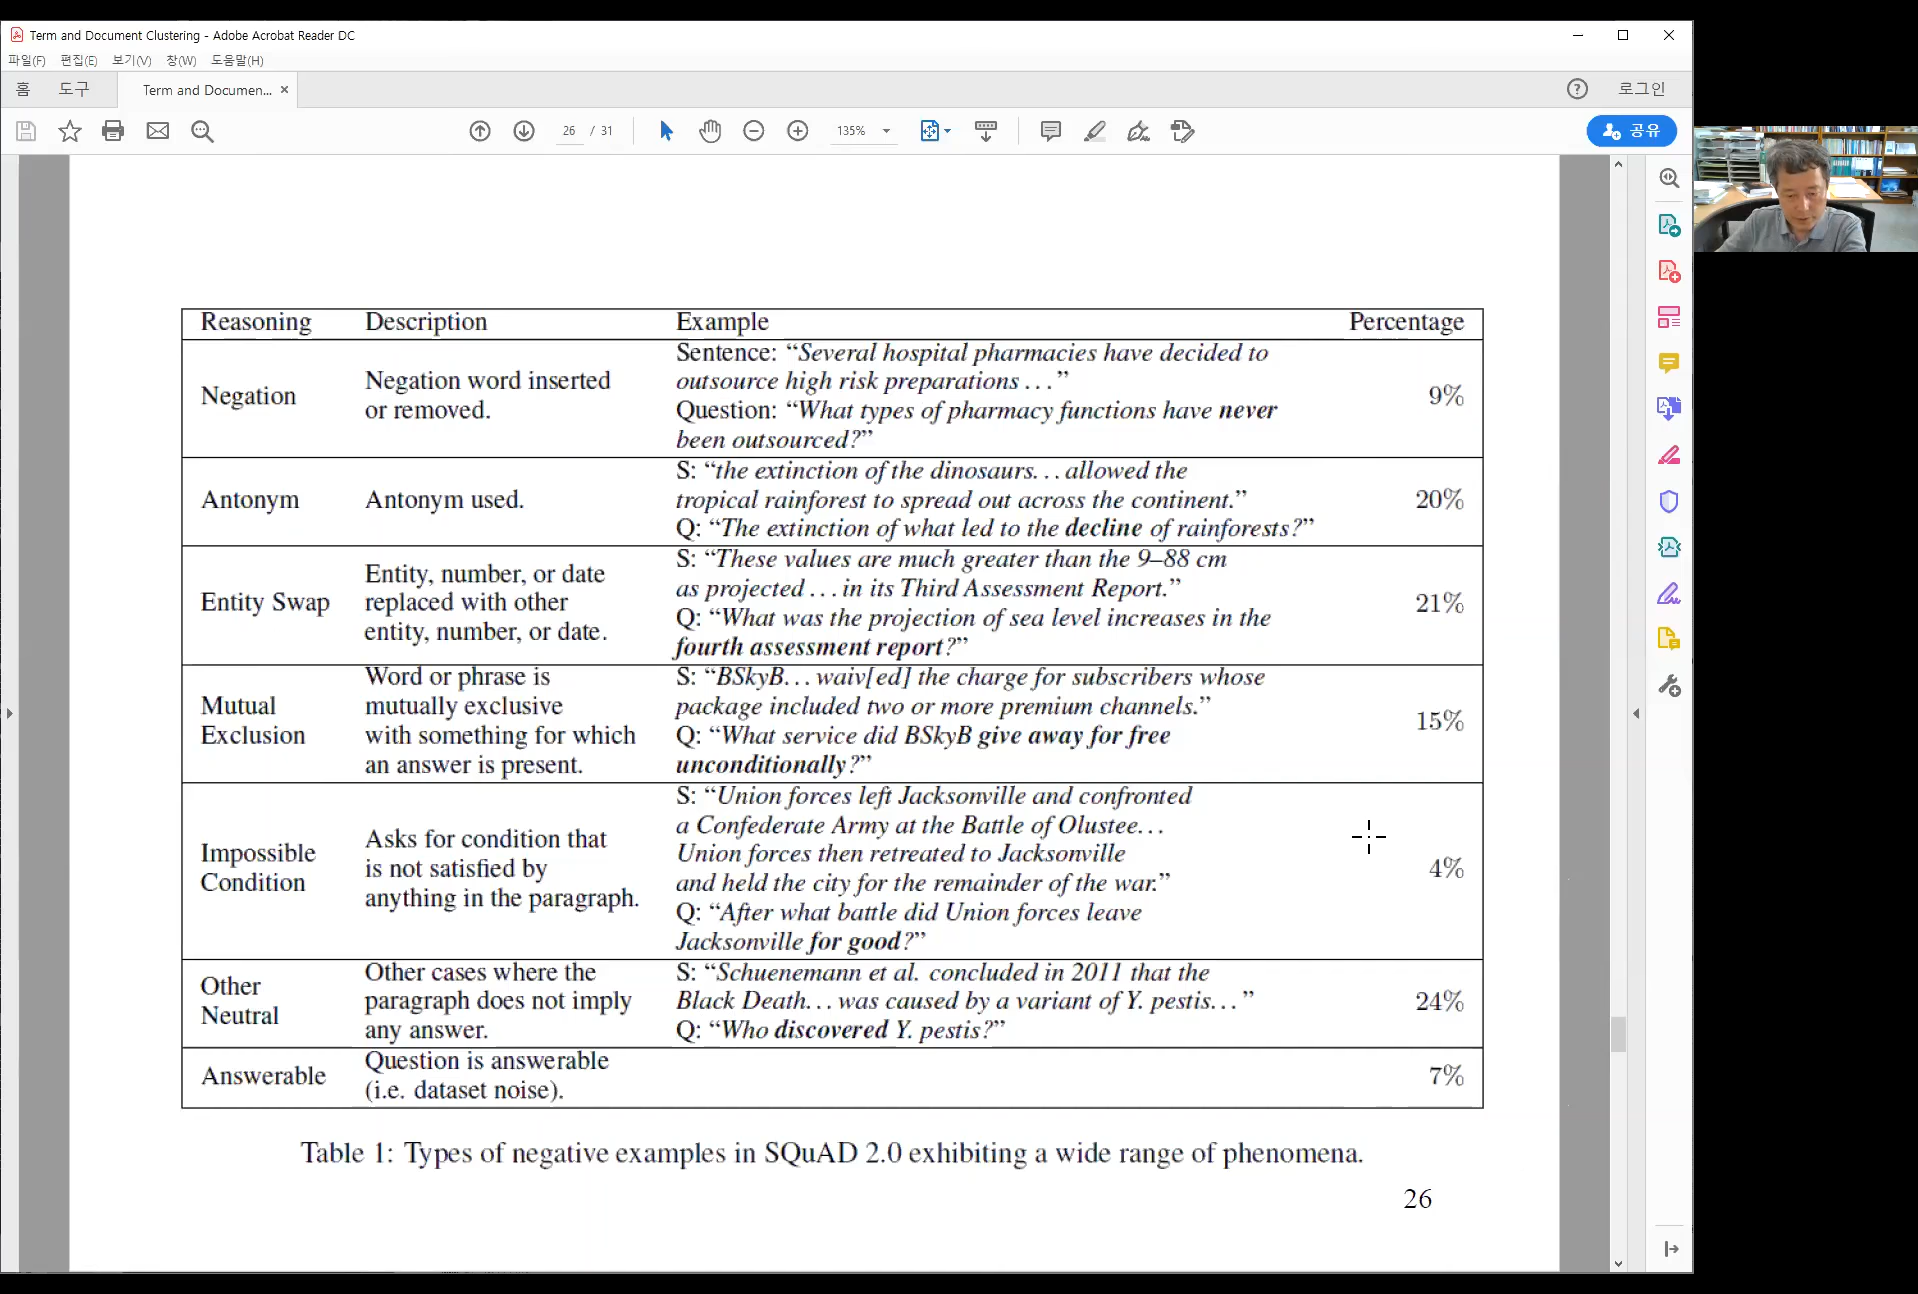 Term and Document Clustering - Adobe Acrobat Reader DC
파일(F) 편집(E) 보기(V) 창(W) 도움말(H)
홈 도구 Term and Documen... × 로그인
26 / 31 135% 공유
Reasoning Description Example Percentage
Negation
Negation word inserted
or removed.
Sentence: “Several hospital pharmacies have decided to
outsource high risk preparations . . . ”
Question: “What types of pharmacy functions have never
been outsourced?”
9%
Antonym
Antonym used.
S: “the extinction of the dinosaurs. . . allowed the
tropical rainforest to spread out across the continent.”
Q: “The extinction of what led to the decline of rainforests?”
20%
Entity Swap
Entity, number, or date
replaced with other
entity, number, or date.
S: “These values are much greater than the 9–88 cm
as projected . . . in its Third Assessment Report.”
Q: “What was the projection of sea level increases in the
fourth assessment report?”
21%
Mutual
Exclusion
Word or phrase is
mutually exclusive
with something for which
an answer is present.
S: “BSkyB. . . waiv[ed] the charge for subscribers whose
package included two or more premium channels.”
Q: “What service did BSkyB give away for free
unconditionally?”
15%
Impossible
Condition
Asks for condition that
is not satisfied by
anything in the paragraph.
S: “Union forces left Jacksonville and confronted
a Confederate Army at the Battle of Olustee. . .
Union forces then retreated to Jacksonville
and held the city for the remainder of the war.”
Q: “After what battle did Union forces leave
Jacksonville for good?”
4%
Other
Neutral
Other cases where the
paragraph does not imply
any answer.
S: “Schuenemann et al. concluded in 2011 that the
Black Death. . . was caused by a variant of Y. pestis. . . ”
Q: “Who discovered Y. pestis?”
24%
Answerable
Question is answerable
(i.e. dataset noise).
7%
Table 1: Types of negative examples in SQuAD 2.0 exhibiting a wide range of phenomena.
26